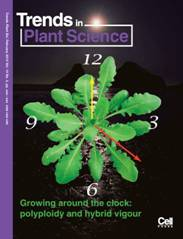 Trends in
Plant Science
12
9
3
6
Growing around the clock:
polyploidy and hybrid vigour
Cell
PRESS